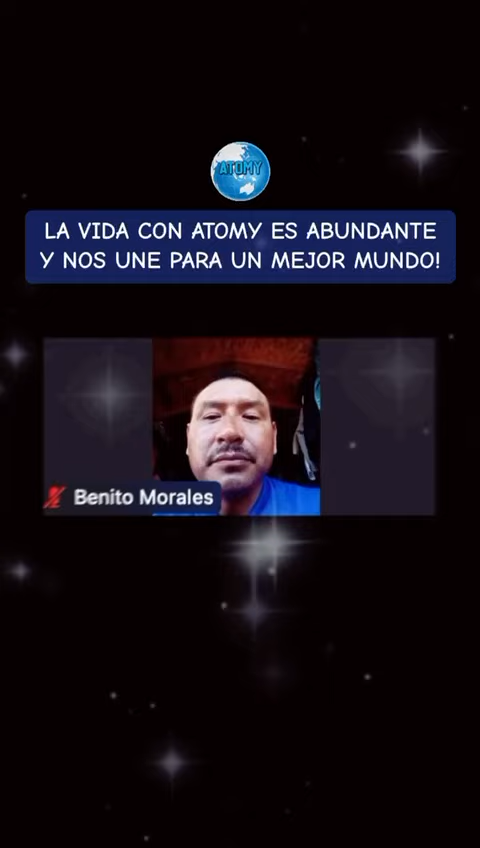 ATOMY
LA VIDA CON ATOMY ES ABUNDANTE
Y NOS UNE PARA UN MEJOR MUNDO!
Benito Morales